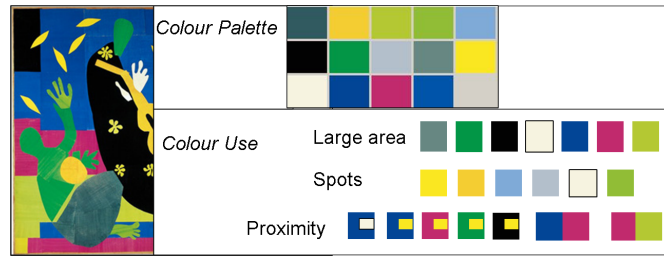 Colour Palette
Colour Use
Large area
Spots
Proximity